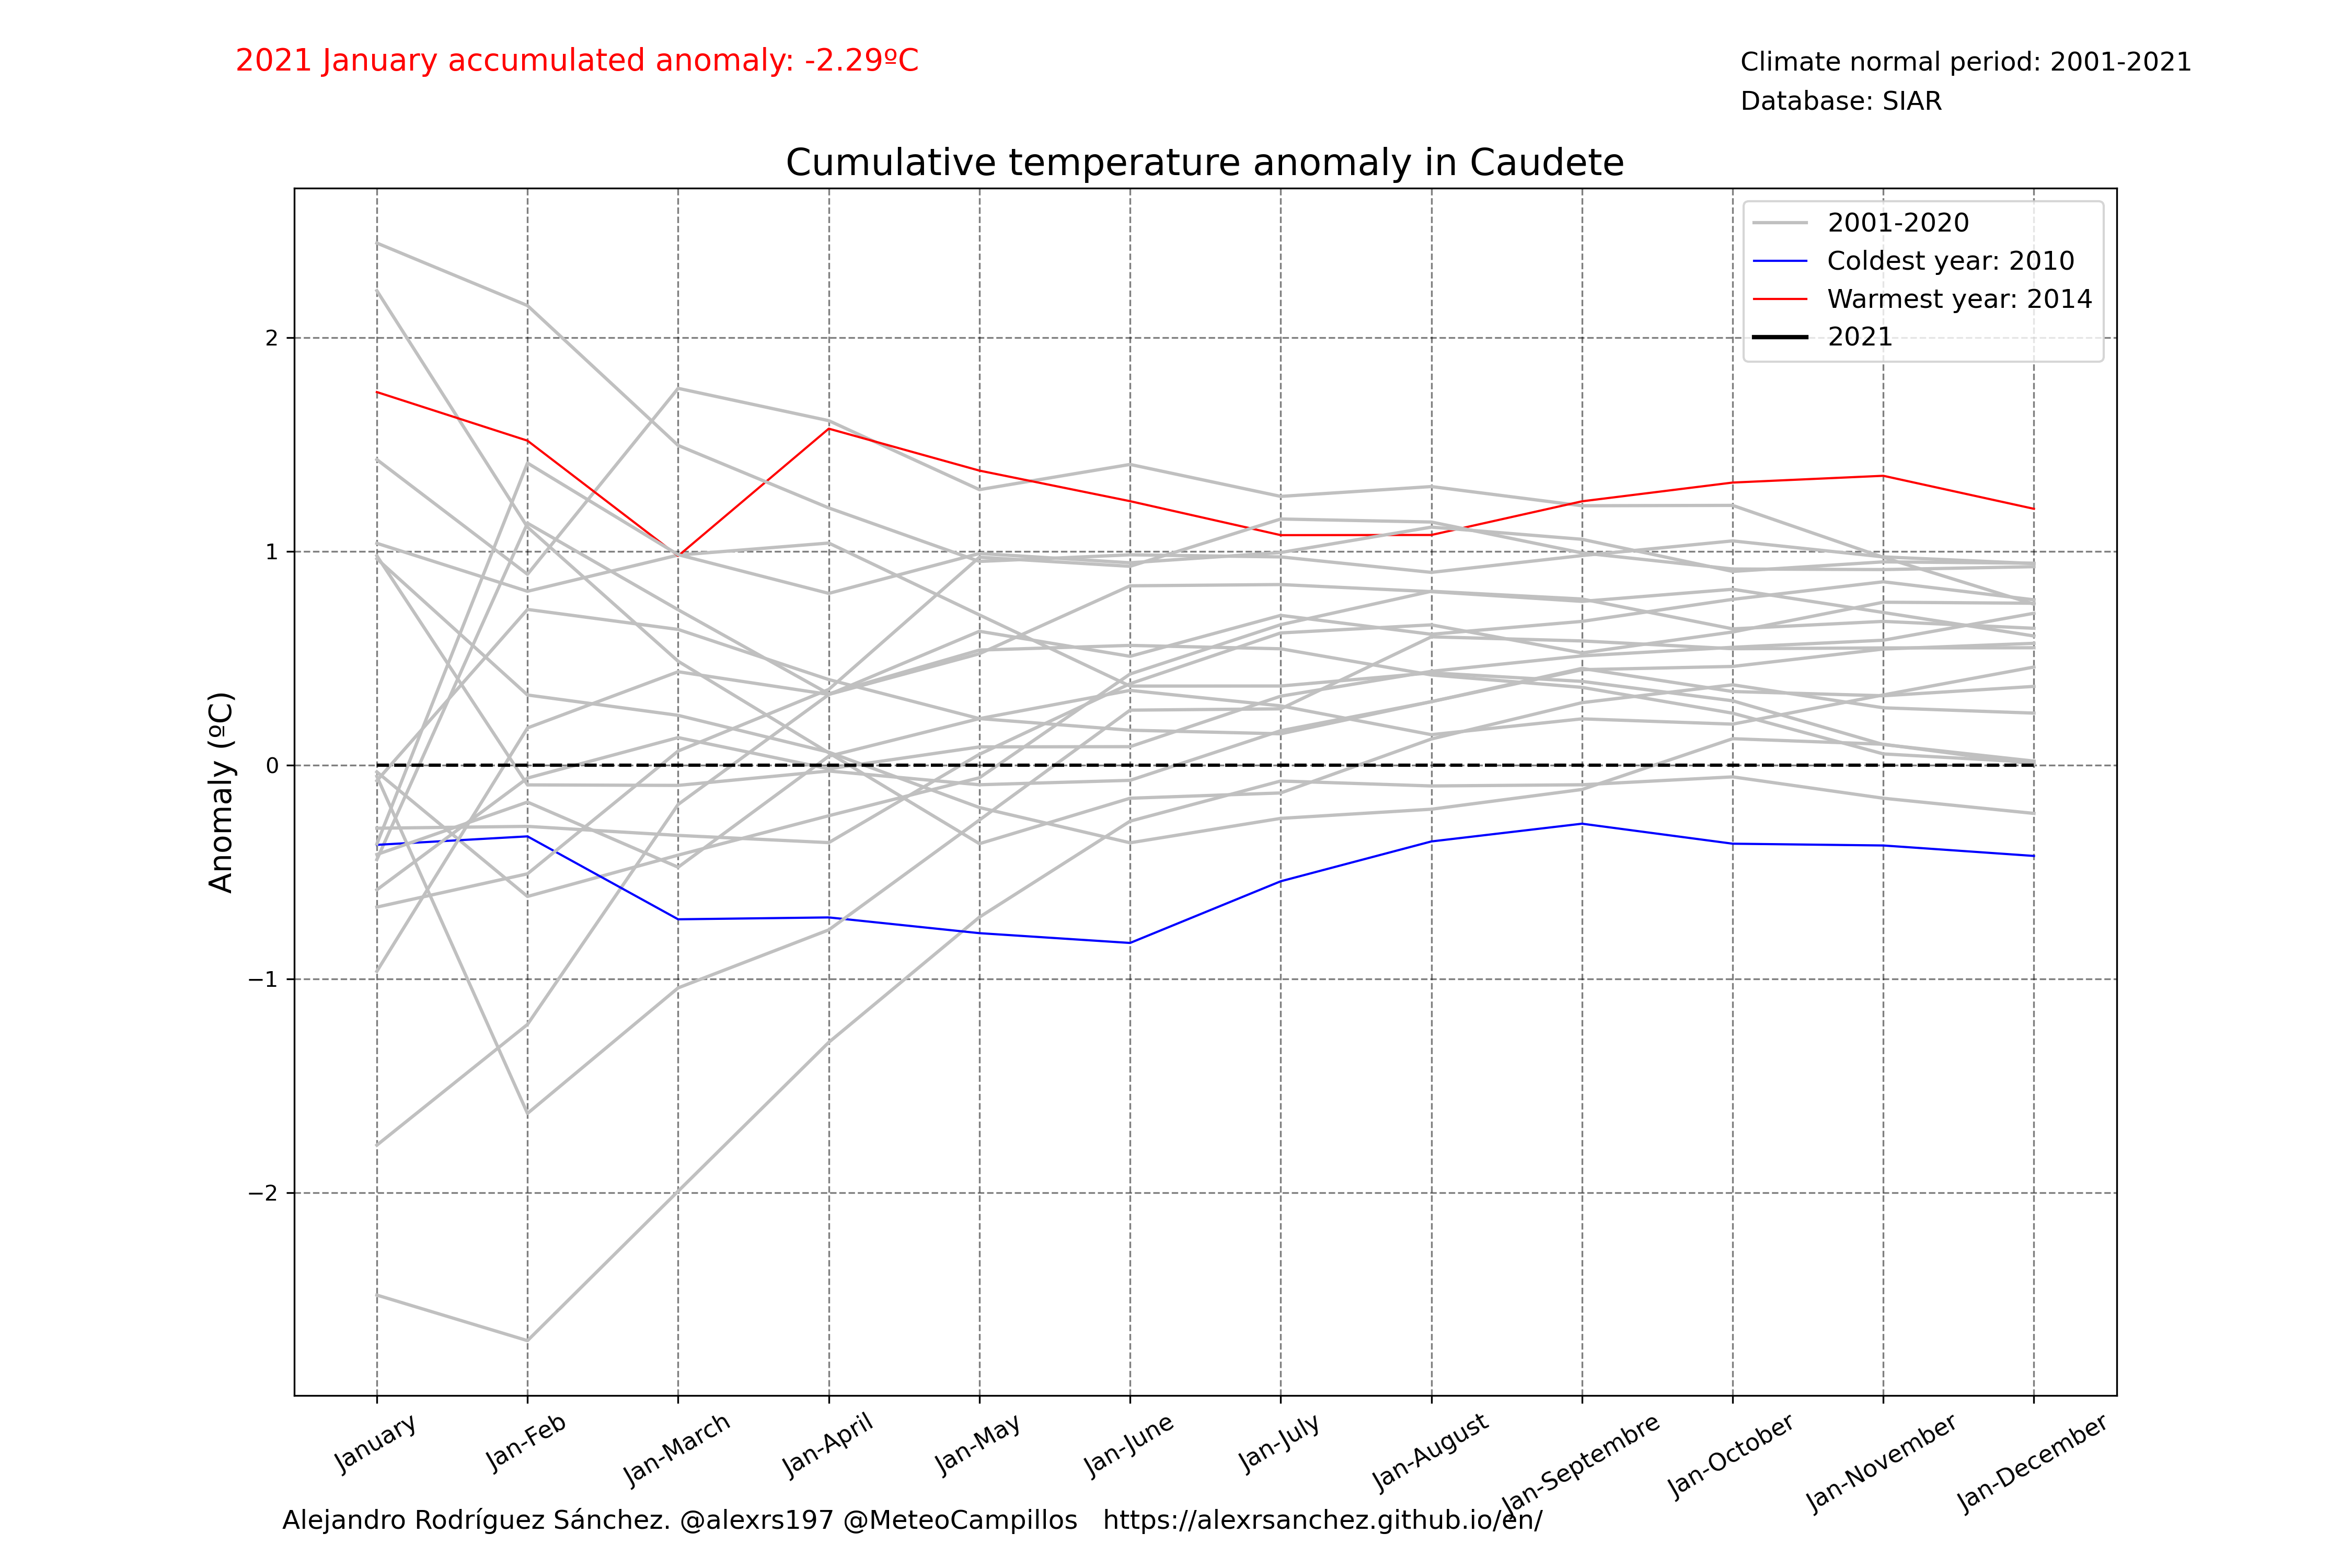 2021 January accumulated anomaly: -2.29ºC
Climate normal period: 2001-2021
Database: SIAR
Cumulative temperature anomaly in Caudete
2001-2020
Coldest year: 2010
Warmest year: 2014
2021
Anomaly (ºC)
2
1
0
−1
−2
January
Jan-Feb
Jan-March
Jan-April
Jan-May
Jan-June
Jan-July
Jan-August
Jan-Septembre
Jan-October
Jan-November
Jan-December
Alejandro Rodríguez Sánchez. @alexrs197 @MeteoCampillos   https://alexrsanchez.github.io/en/